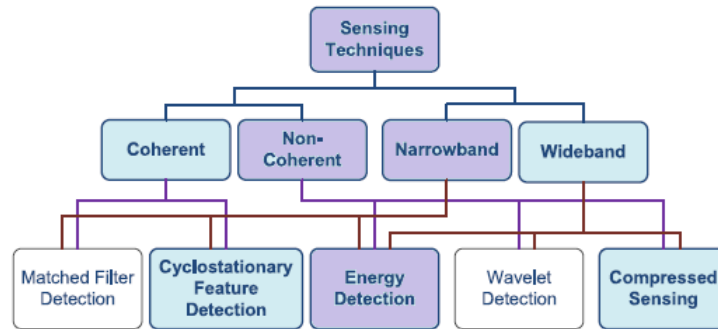 Sensing
Techniques
Coherent
Non-
Coherent
Narrowband
Wideband
Matched Filter
Detection
Cyclostationary
Feature
Detection
Energy
Detection
Wavelet
Detection
Compressed
Sensing